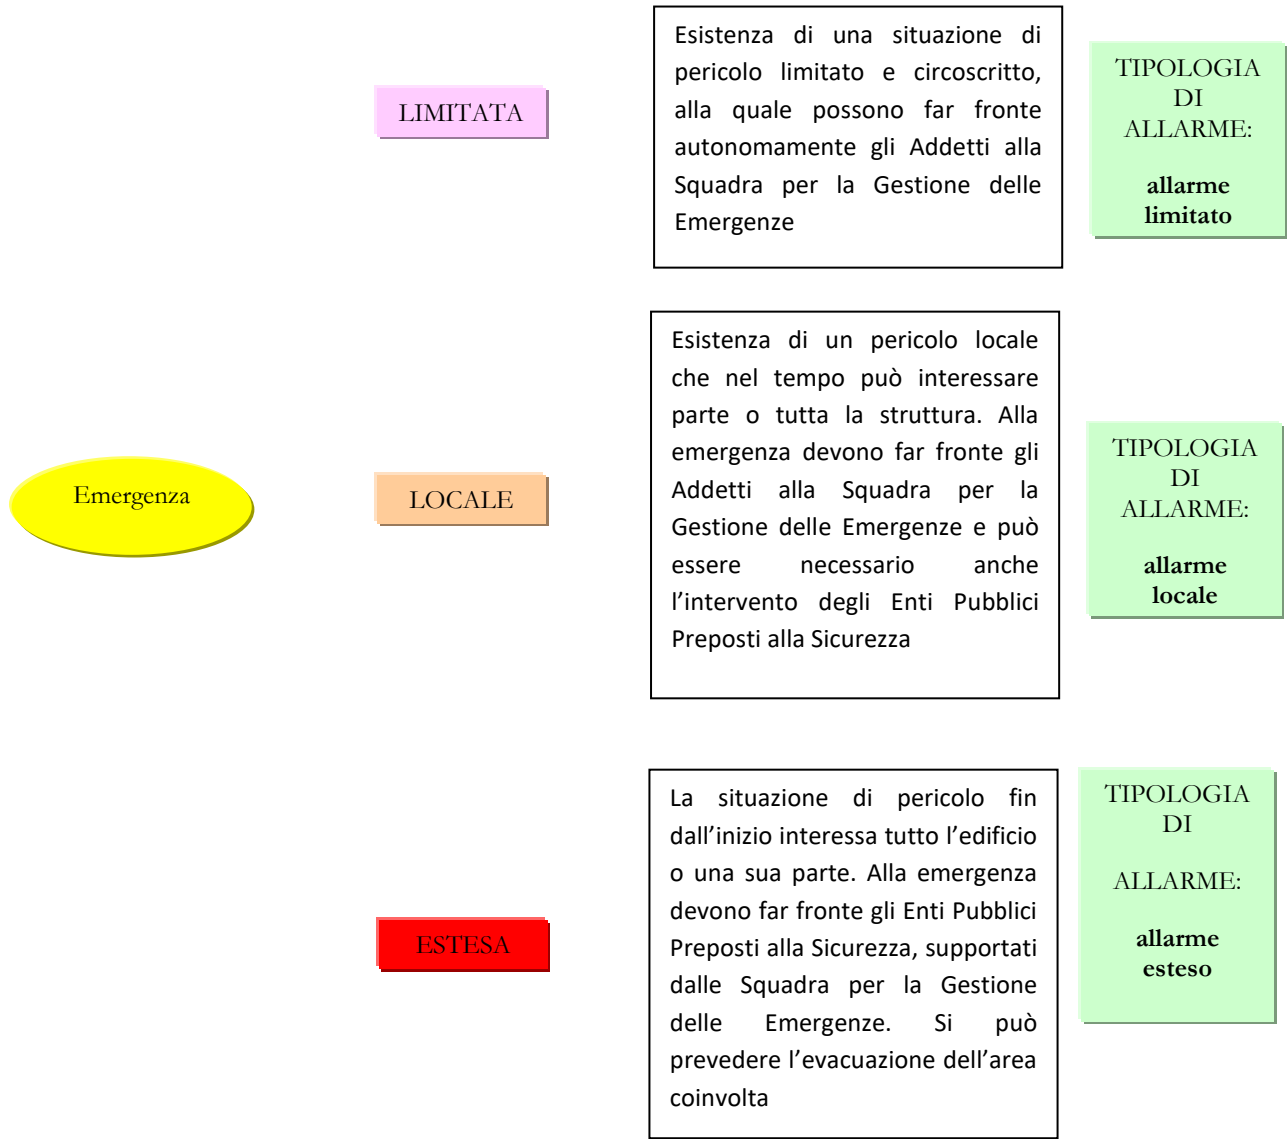 LIMITATA
Esistenza di una situazione di
pericolo limitato e circoscritto,
alla quale possono far fronte
autonomamente gli Addetti alla
Squadra per la Gestione delle
Emergenze
TIPOLOGIA
DI
ALLARME:
allarme
limitato
Emergenza
LOCALE
Esistenza di un pericolo locale
che nel tempo può interessare
parte o tutta la struttura. Alla
emergenza devono far fronte gli
Addetti alla Squadra per la
Gestione delle Emergenze e può
essere necessario anche
l’intervento degli Enti Pubblici
Preposti alla Sicurezza
TIPOLOGIA
DI
ALLARME:
allarme
locale
ESTESA
La situazione di pericolo fin
dall’inizio interessa tutto l’edificio
o una sua parte. Alla emergenza
devono far fronte gli Enti Pubblici
Preposti alla Sicurezza, supportati
dalle Squadra per la Gestione
delle Emergenze. Si può
prevedere l’evacuazione dell’area
coinvolta
TIPOLOGIA
DI
ALLARME:
allarme
esteso